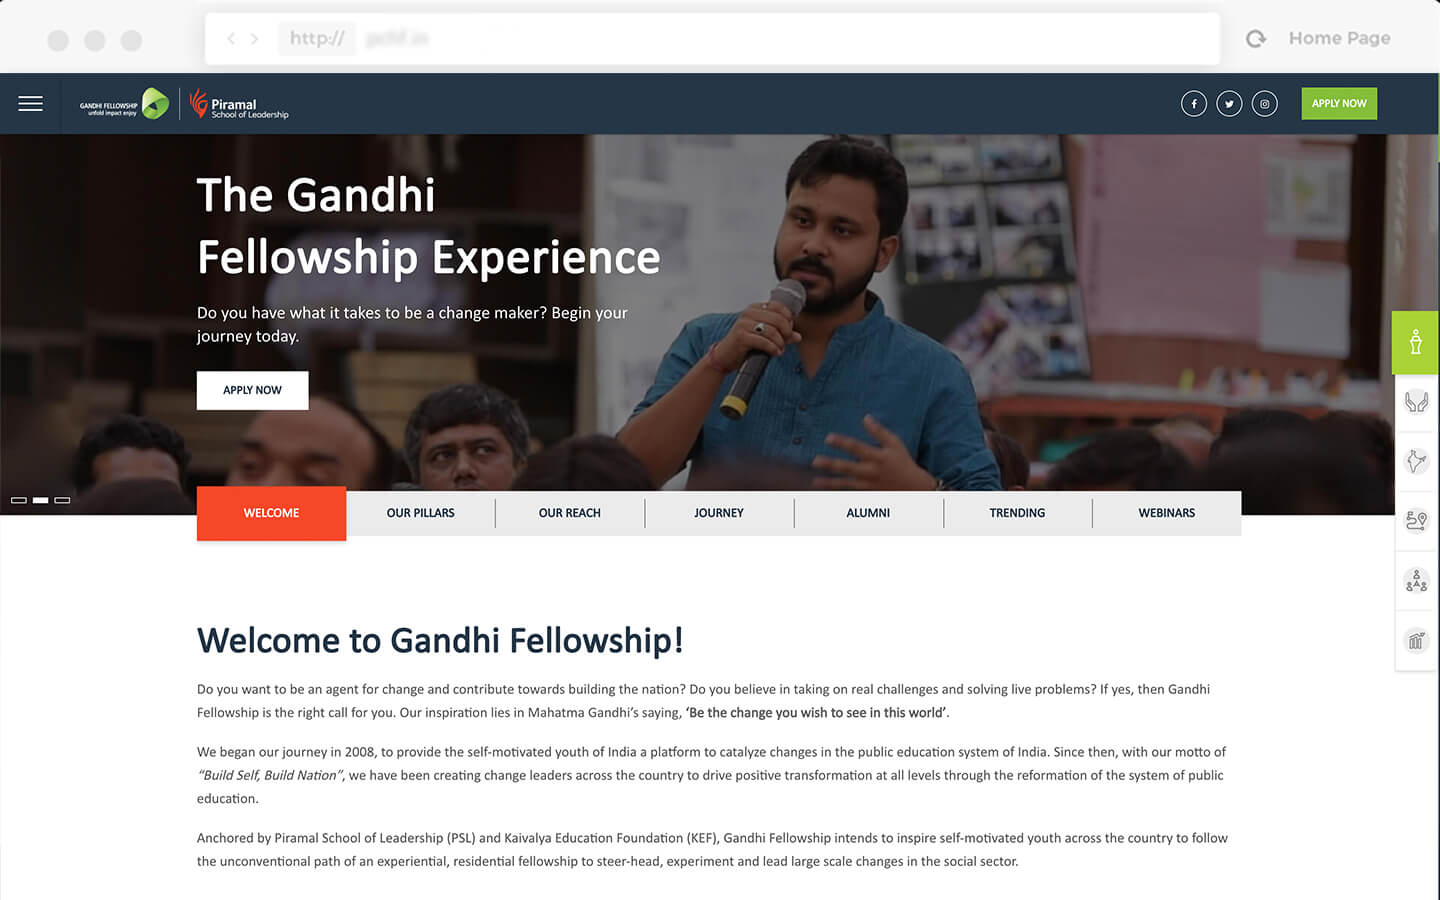 http://
Home Page
GANDHI FELLOWSHIP
unfold impact enjoy
Piramal
School of Leadership
APPLY NOW
The Gandhi
Fellowship Experience
Do you have what it takes to be a change maker? Begin your
journey today.
APPLY NOW
WELCOME
OUR PILLARS
OUR REACH
JOURNEY
ALUMNI
TRENDING
WEBINARS
Welcome to Gandhi Fellowship!
Do you want to be an agent for change and contribute towards building the nation? Do you believe in taking on real challenges and solving live problems? If yes, then Gandhi
Fellowship is the right call for you. Our inspiration lies in Mahatma Gandhi’s saying, ‘Be the change you wish to see in this world’.
We began our journey in 2008, to provide the self-motivated youth of India a platform to catalyze changes in the public education system of India. Since then, with our motto of
“Build Self, Build Nation”, we have been creating change leaders across the country to drive positive transformation at all levels through the reformation of the system of public
education.
Anchored by Piramal School of Leadership (PSL) and Kaivalya Education Foundation (KEF), Gandhi Fellowship intends to inspire self-motivated youth across the country to follow
the unconventional path of an experiential, residential fellowship to steer-head, experiment and lead large scale changes in the social sector.